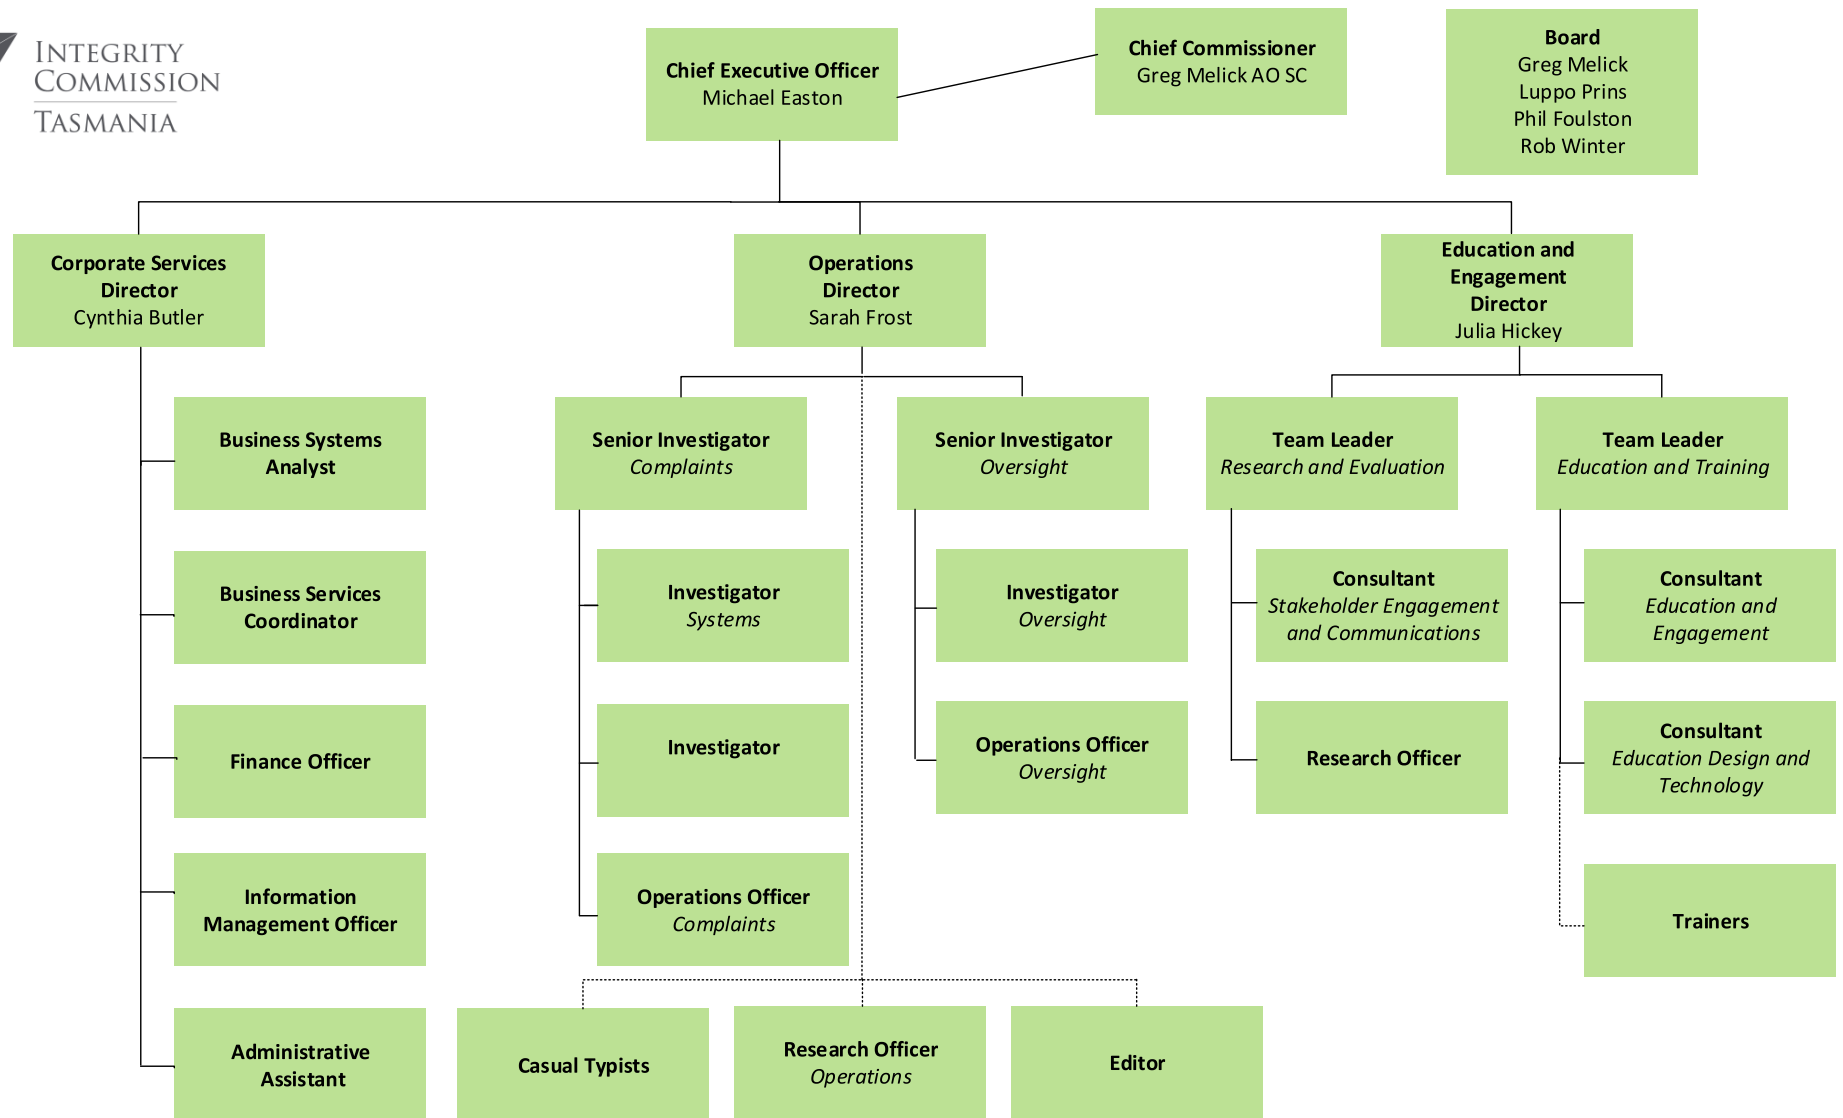 INTEGRITY
COMMISSION
TASMANIA
Chief Executive Officer
Michael Easton
Chief Commissioner
Greg Melick AO SC
Board
Greg Melick
Luppo Prins
Phil Foulston
Rob Winter
Corporate Services
Director
Cynthia Butler
Operations
Director
Sarah Frost
Education and
Engagement
Director
Julia Hickey
Business Systems
Analyst
Business Services
Coordinator
Finance Officer
Information
Management Officer
Administrative
Assistant
Senior Investigator
Complaints
Investigator
Systems
Investigator
Operations Officer
Complaints
Senior Investigator
Oversight
Investigator
Oversight
Operations Officer
Oversight
Casual Typists
Research Officer
Operations
Editor
Team Leader
Research and Evaluation
Consultant
Stakeholder Engagement
and Communications
Research Officer
Team Leader
Education and Training
Consultant
Education and
Engagement
Consultant
Education Design and
Technology
Trainers